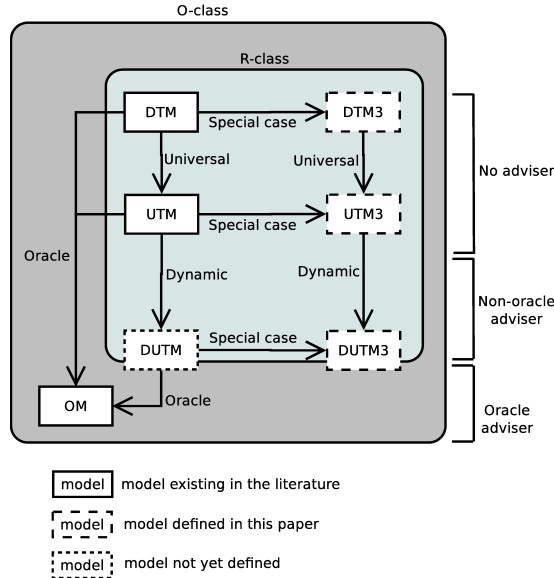 O-class
R-class
DTM
DTM3
Special case
Universal
Universal
No adviser
UTM
UTM3
Special case
Oracle
Dynamic
Dynamic
Non-oracle
adviser
DUTM
DUTM3
Special case
OM
Oracle
Oracle
adviser
model model existing in the literature
model model defined in this paper
model model not yet defined